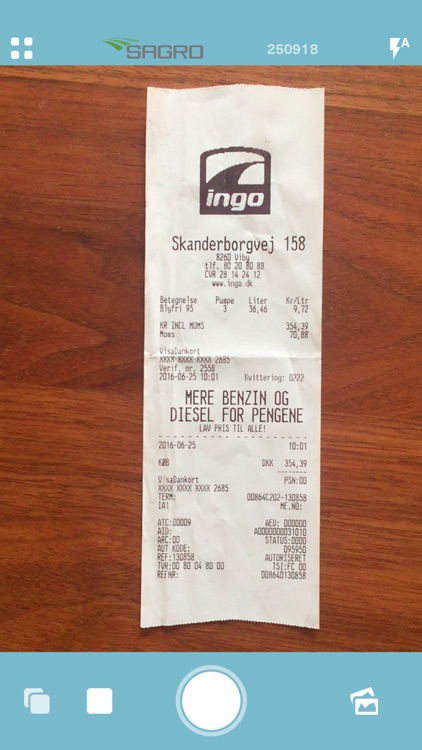 SAGRO 250918 A
ingo
Skanderborgvej 158
8260 Viby
tlf. 80 20 80 88
CVR 28 14 24 12
www.ingo.dk
Betegnelse Pumpe Liter Kr/Ltr
Blyfri 95 3 36,46 9,72
KR INCL MOMS 354,39
Moms 70,88
VisaDankort
XXXX XXXX XXXX 2685
Verif. nr. 2558
2016-06-25 10:01 Kvittering: 0222
MERE BENZIN OG
DIESEL FOR PENGENE
LAV PRIS TIL ALLE!
2016-06-25 10:01
KØB DKK 354,39
VisaDankort PSN:00
XXXX XXXX XXXX 2685
TERM: 00864C202-130858
IA1 ME.NO:
ATC:00009 AED: 000000
AID: A0000000031010
ARC:00 STATUS:0000
AUT KODE: 095950
REF:130858 AUTORISERET
TVR:00 80 04 80 00 TSI:FC 00
REFNR: 008640130858